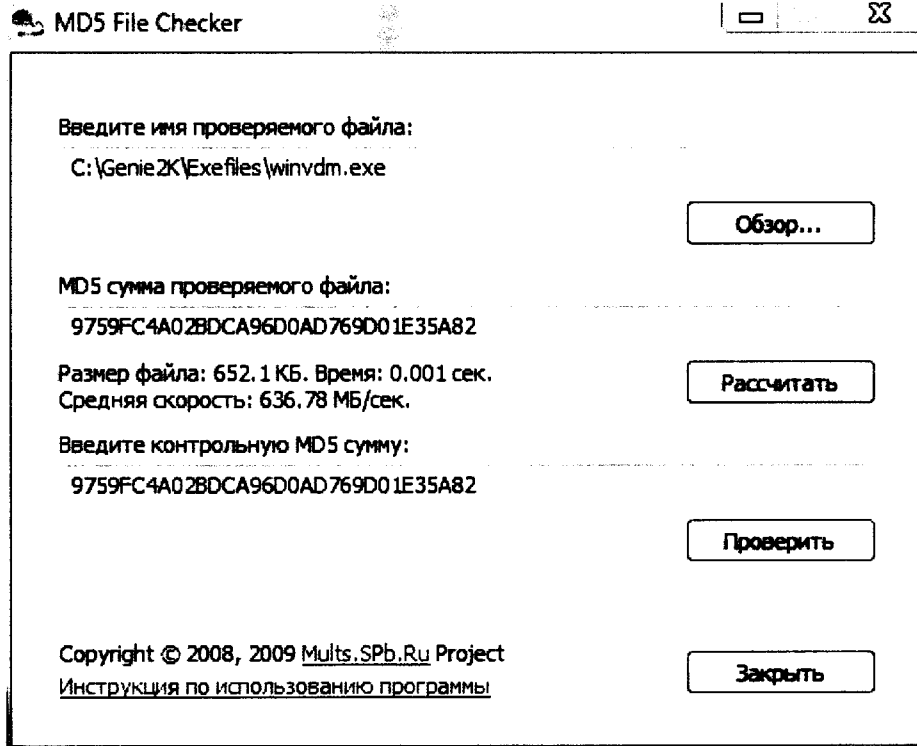 MD5 File Checker
Введите имя проверяемого файла:
C:\Genie2K\Exefiles\winvdm.exe
Обзор...
MD5 сумма проверяемого файла:
9759FC4A02BDCA96D0AD769D01E35A82
Размер файла: 652.1 КБ. Время: 0.001 сек.
Средняя скорость: 636.78 МБ/сек.
Рассчитать
Введите контрольную MD5 сумму:
9759FC4A02BDCA96D0AD769D01E35A82
Проверить
Copyright © 2008, 2009 Mults.SPb.Ru Project
Инструкция по использованию программы
Закрыть